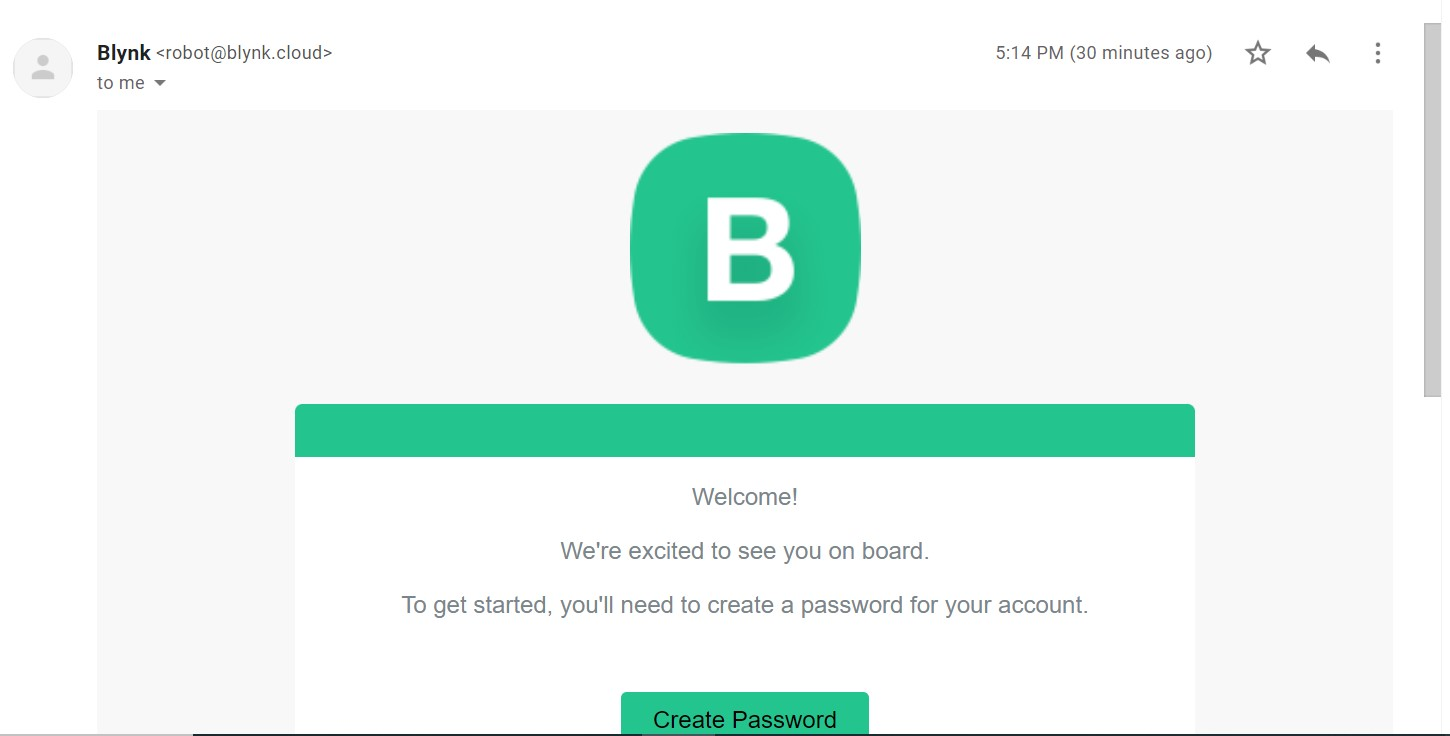 Blynk <robot@blynk.cloud>
5:14 PM (30 minutes ago)
to me
B
Welcome!
We're excited to see you on board.
To get started, you'll need to create a password for your account.
Create Password